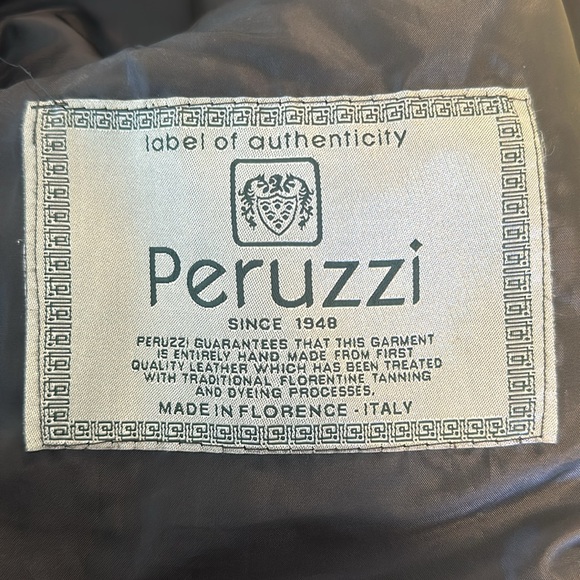 label of authenticity
Peruzzi
SINCE 1948
PERUZZI GUARANTEES THAT THIS GARMENT
IS ENTIRELY HAND MADE FROM FIRST
QUALITY LEATHER WHICH HAS BEEN TREATED
WITH TRADITIONAL FLORENTINE TANNING
AND DYEING PROCESSES.
MADE IN FLORENCE - ITALY